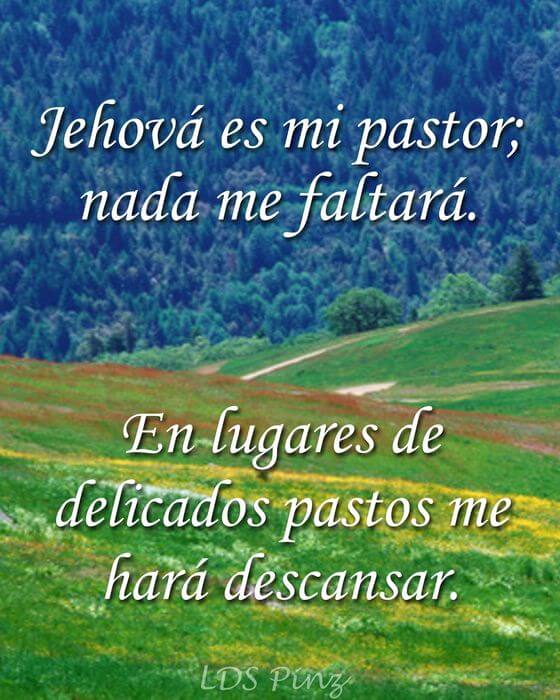 Jehová es mi pastor;
nada me faltará.
En lugares de
delicados pastos me
hará descansar.
LDS Pinz